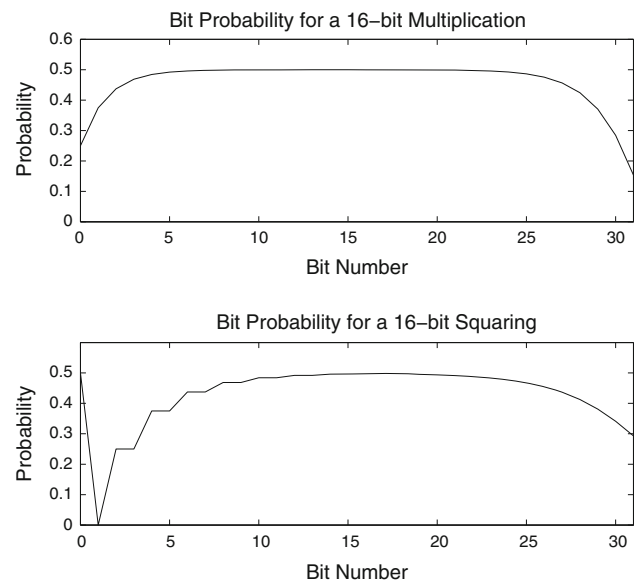 Bit Probability for a 16−bit Multiplication
0.6
0.5
0.4
0.3
0.2
0.1
0
Probability
0 5 10 15 20 25 30
Bit Number
Bit Probability for a 16−bit Squaring
0.5
0.4
0.3
0.2
0.1
0
Probability
0 5 10 15 20 25 30
Bit Number